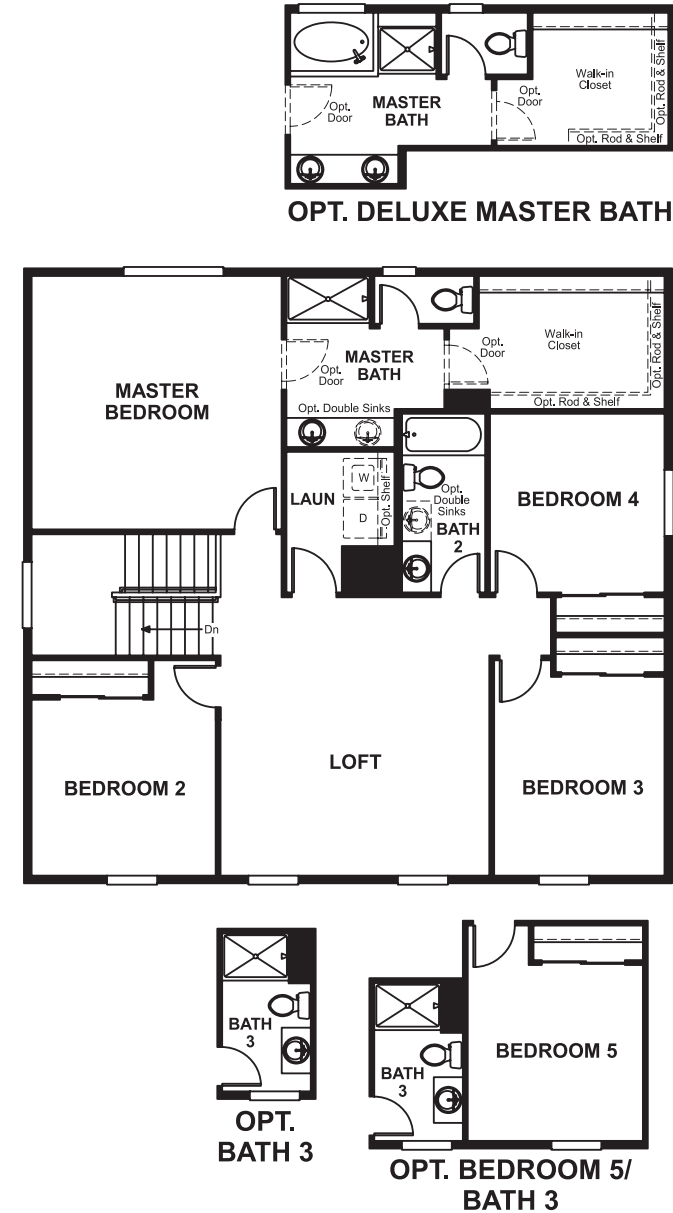 Opt.
Door
MASTER
BATH
Opt.
Door
Walk-in
Closet
Opt. Rod & Shelf
Opt. Rod & Shelf
OPT. DELUXE MASTER BATH
MASTER
BEDROOM
MASTER
BATH
Opt.
Door
Opt. Double Sinks
Opt.
Door
Walk-in
Closet
Opt. Rod & Shelf
Opt. Rod & Shelf
LAUN
W
D
Opt. Shelf
Opt.
Double
Sinks
BATH
2
BEDROOM 4
Dn
BEDROOM 2
LOFT
BEDROOM 3
BATH
3
OPT.
BATH 3
BATH
3
BEDROOM 5
OPT. BEDROOM 5/
BATH 3